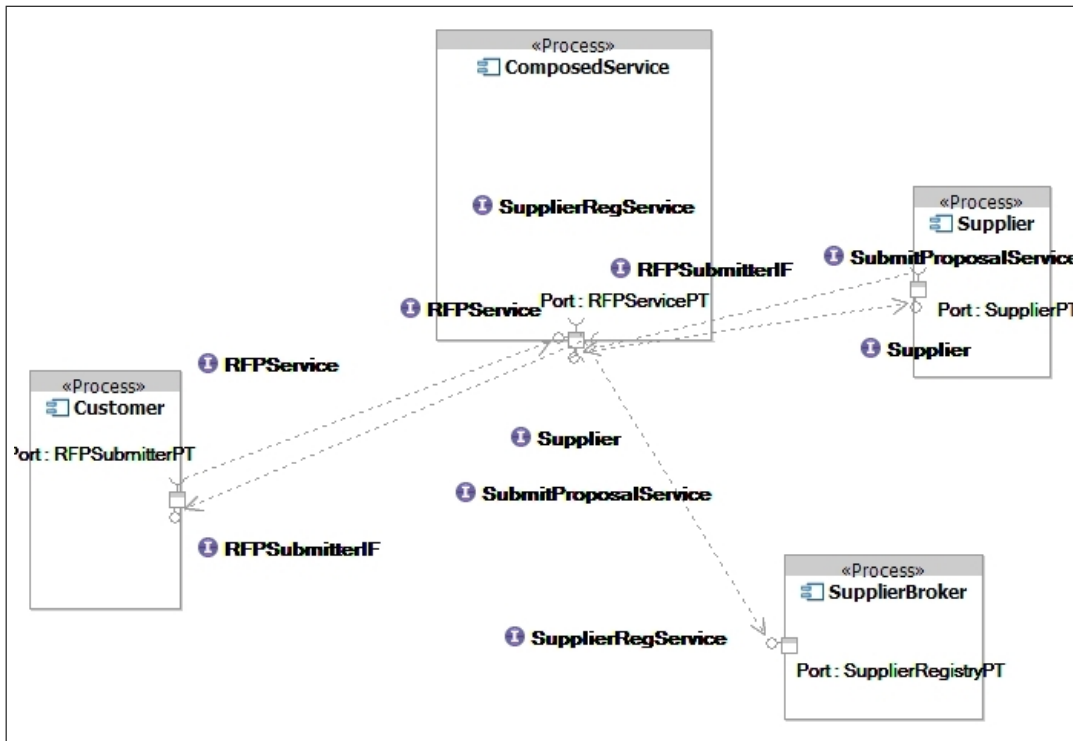 «Process»
ComposedService
SupplierRegService
RFPSubmitterIF
RFPService
Port : RFPServicePT
«Process»
Supplier
SubmitProposalService
Port : SupplierPT
Supplier
RFPService
«Process»
Customer
Port : RFPSubmitterPT
RFPSubmitterIF
Supplier
SubmitProposalService
SupplierRegService
«Process»
SupplierBroker
Port : SupplierRegistryPT